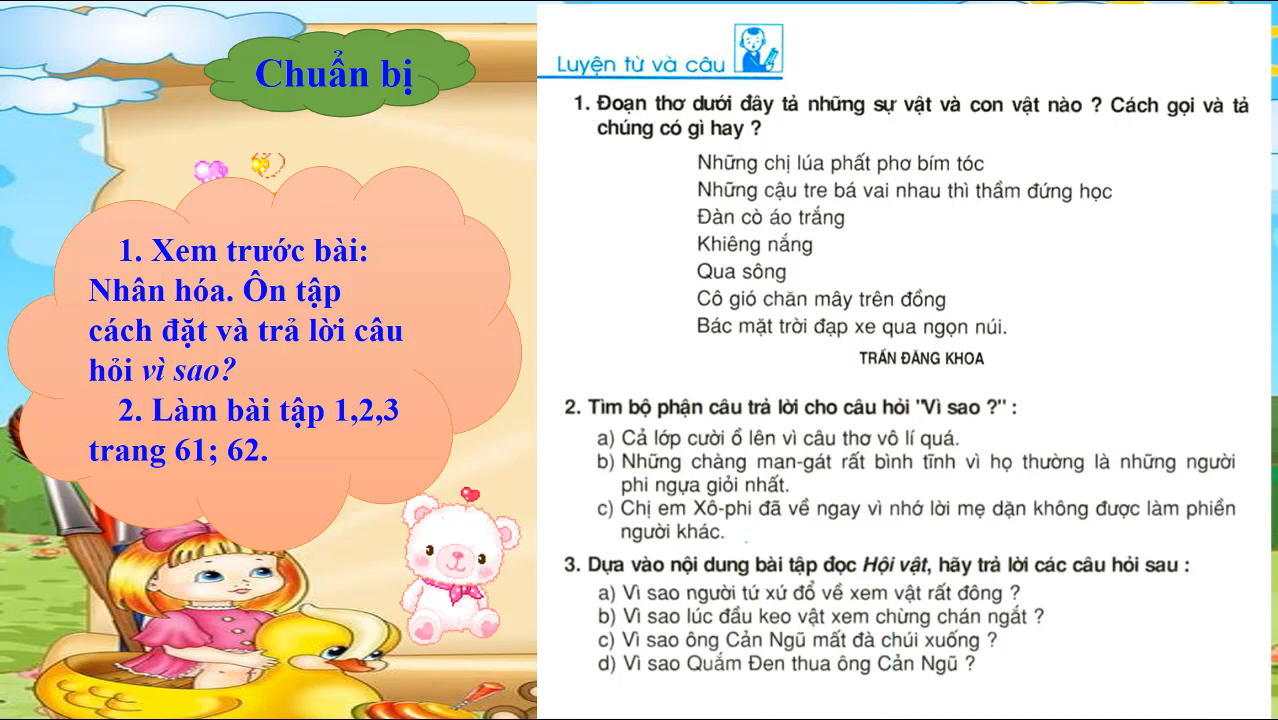 Chuẩn bị
1. Xem trước bài:
Nhân hóa. Ôn tập
cách đặt và trả lời câu
hỏi vì sao?
2. Làm bài tập 1,2,3
trang 61; 62.
Luyện từ và câu
1. Đoạn thơ dưới đây tả những sự vật và con vật nào ? Cách gọi và tả
chúng có gì hay ?
Những chị lúa phất phơ bím tóc
Những cậu tre bá vai nhau thì thầm đứng học
Đàn cò áo trắng
Khiêng nắng
Qua sông
Cô gió chăn mây trên đồng
Bác mặt trời đạp xe qua ngọn núi.
TRẦN ĐĂNG KHOA
2. Tìm bộ phận câu trả lời cho câu hỏi "Vì sao ?" :
a) Cả lớp cười ồ lên vì câu thơ vô lí quá.
b) Những chàng man-gát rất bình tĩnh vì họ thường là những người
phi ngựa giỏi nhất.
c) Chị em Xô-phi đã về ngay vì nhớ lời mẹ dặn không được làm phiền
người khác.
3. Dựa vào nội dung bài tập đọc Hội vật, hãy trả lời các câu hỏi sau :
a) Vì sao người tứ xứ đổ về xem vật rất đông ?
b) Vì sao lúc đầu keo vật xem chừng chán ngắt ?
c) Vì sao ông Cản Ngũ mất đà chúi xuống ?
d) Vì sao Quắm Đen thua ông Cản Ngũ ?